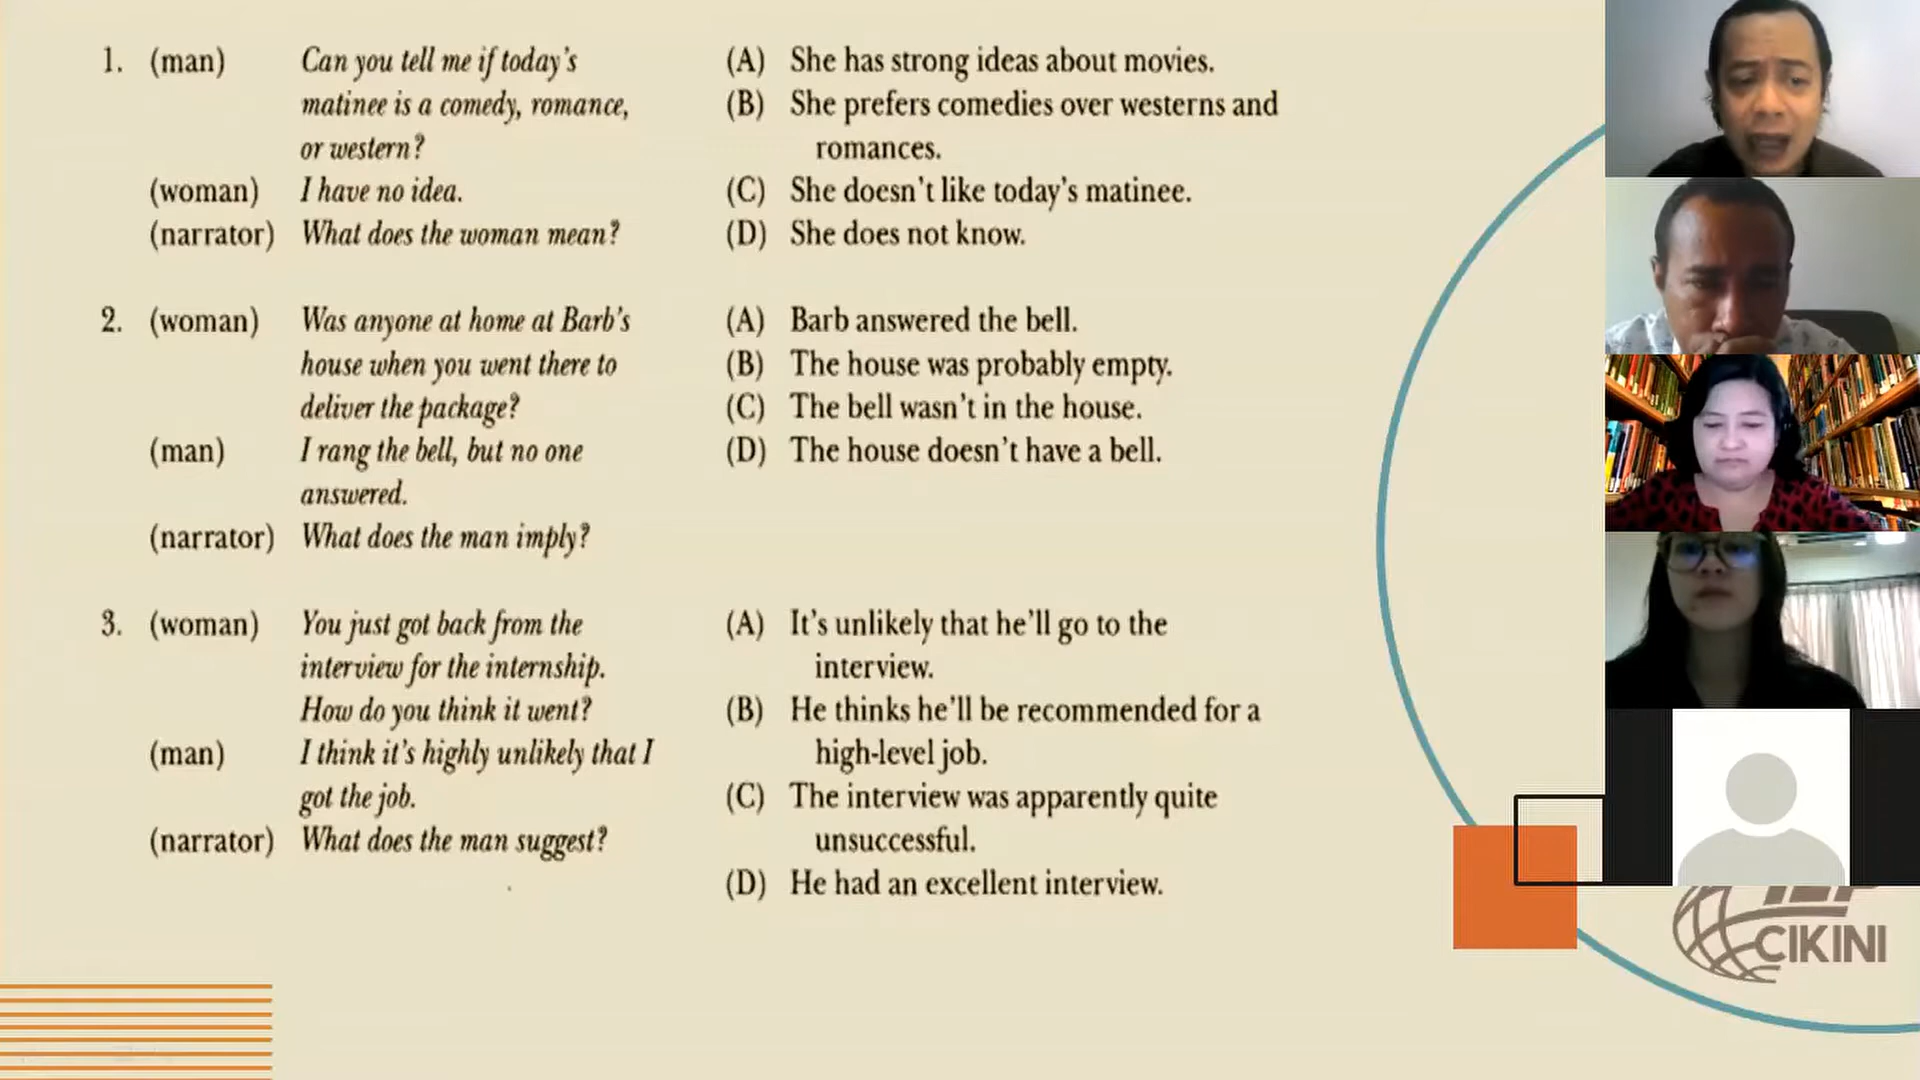 1. (man) Can you tell me if today's
matinee is a comedy, romance,
or western?
(woman) I have no idea.
(narrator) What does the woman mean?
(A) She has strong ideas about movies.
(B) She prefers comedies over westerns and
romances.
(C) She doesn't like today's matinee.
(D) She does not know.
2. (woman) Was anyone at home at Barb's
house when you went there to
deliver the package?
(man) I rang the bell, but no one
answered.
(narrator) What does the man imply?
(A) Barb answered the bell.
(B) The house was probably empty.
(C) The bell wasn't in the house.
(D) The house doesn't have a bell.
3. (woman) You just got back from the
interview for the internship.
How do you think it went?
(man) I think it's highly unlikely that I
got the job.
(narrator) What does the man suggest?
(A) It's unlikely that he'll go to the
interview.
(B) He thinks he'll be recommended for a
high-level job.
(C) The interview was apparently quite
unsuccessful.
(D) He had an excellent interview.
CIKINI